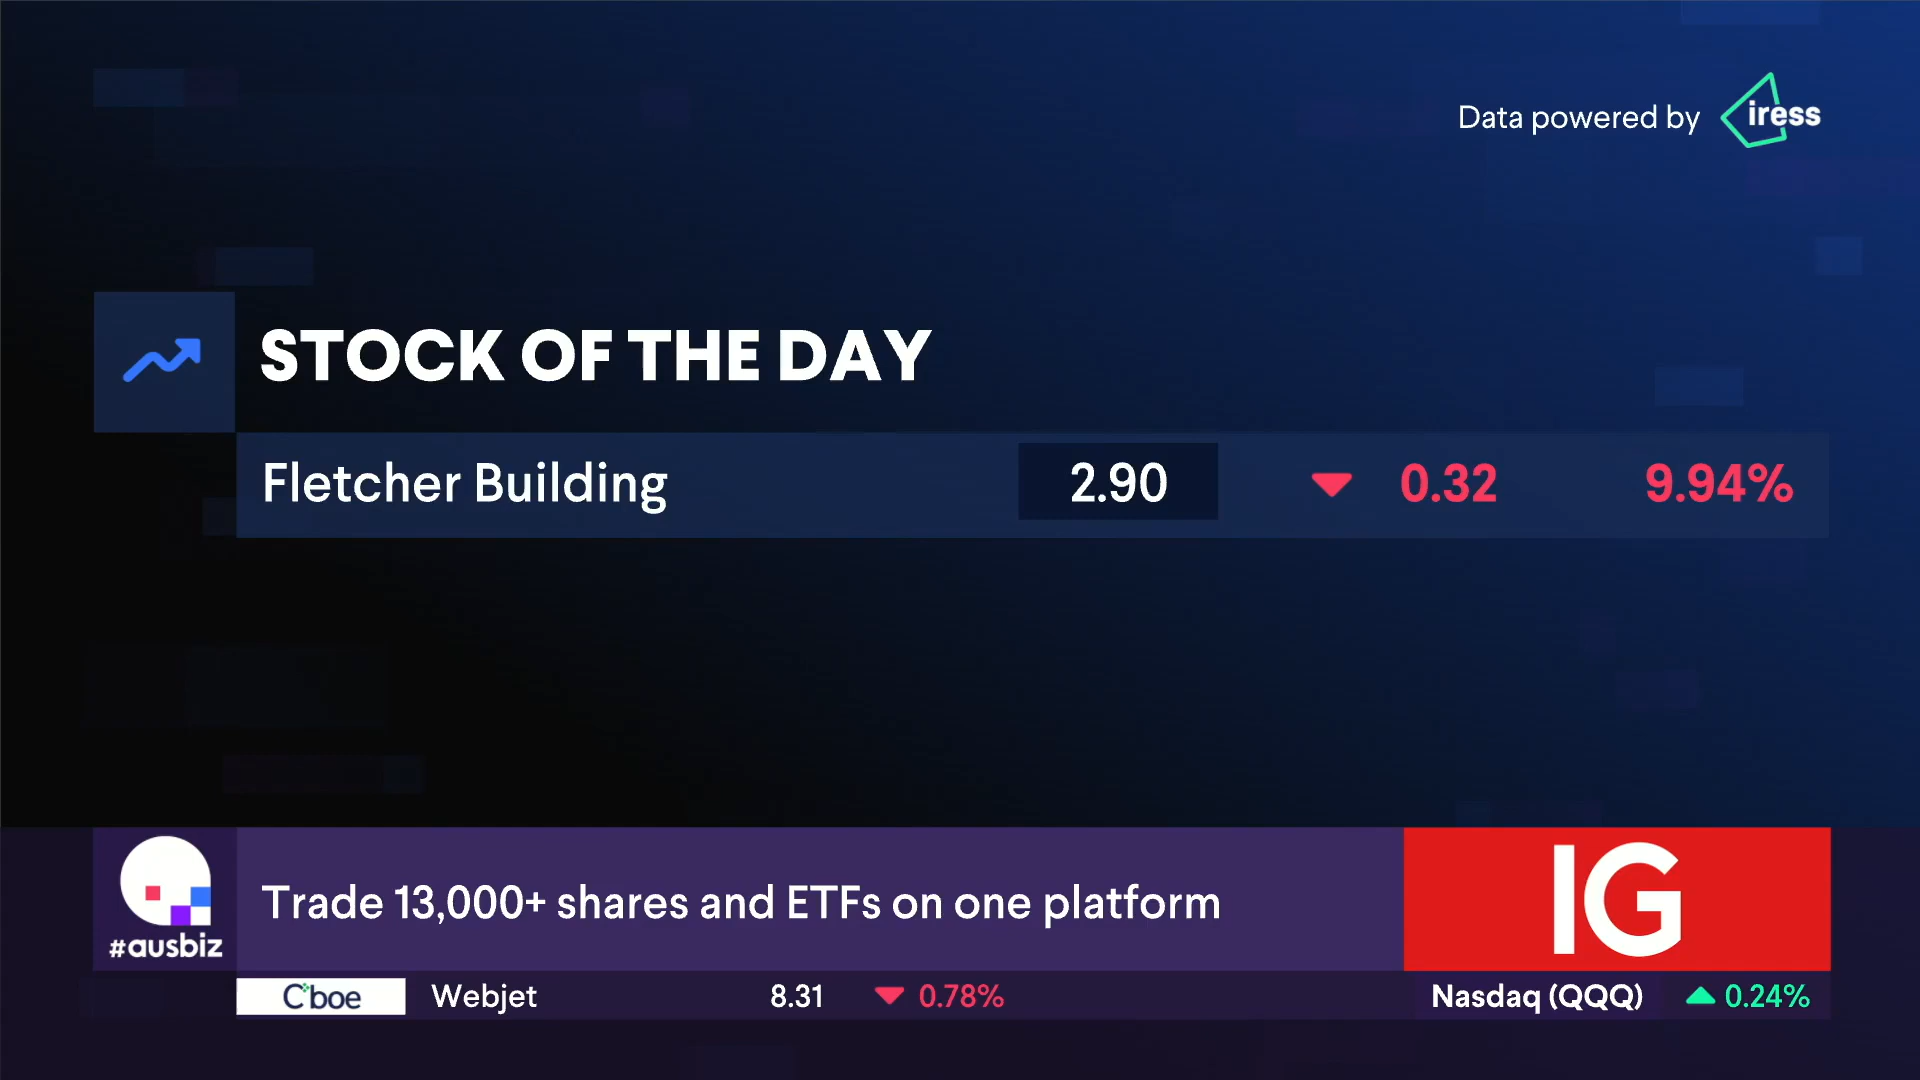 Data powered by iress
STOCK OF THE DAY
Fletcher Building 2.90 0.32 9.94%
Trade 13,000+ shares and ETFs on one platform
IG
#ausbiz
Cboe Webjet 8.31 0.78% Nasdaq (QQQ) 0.24%